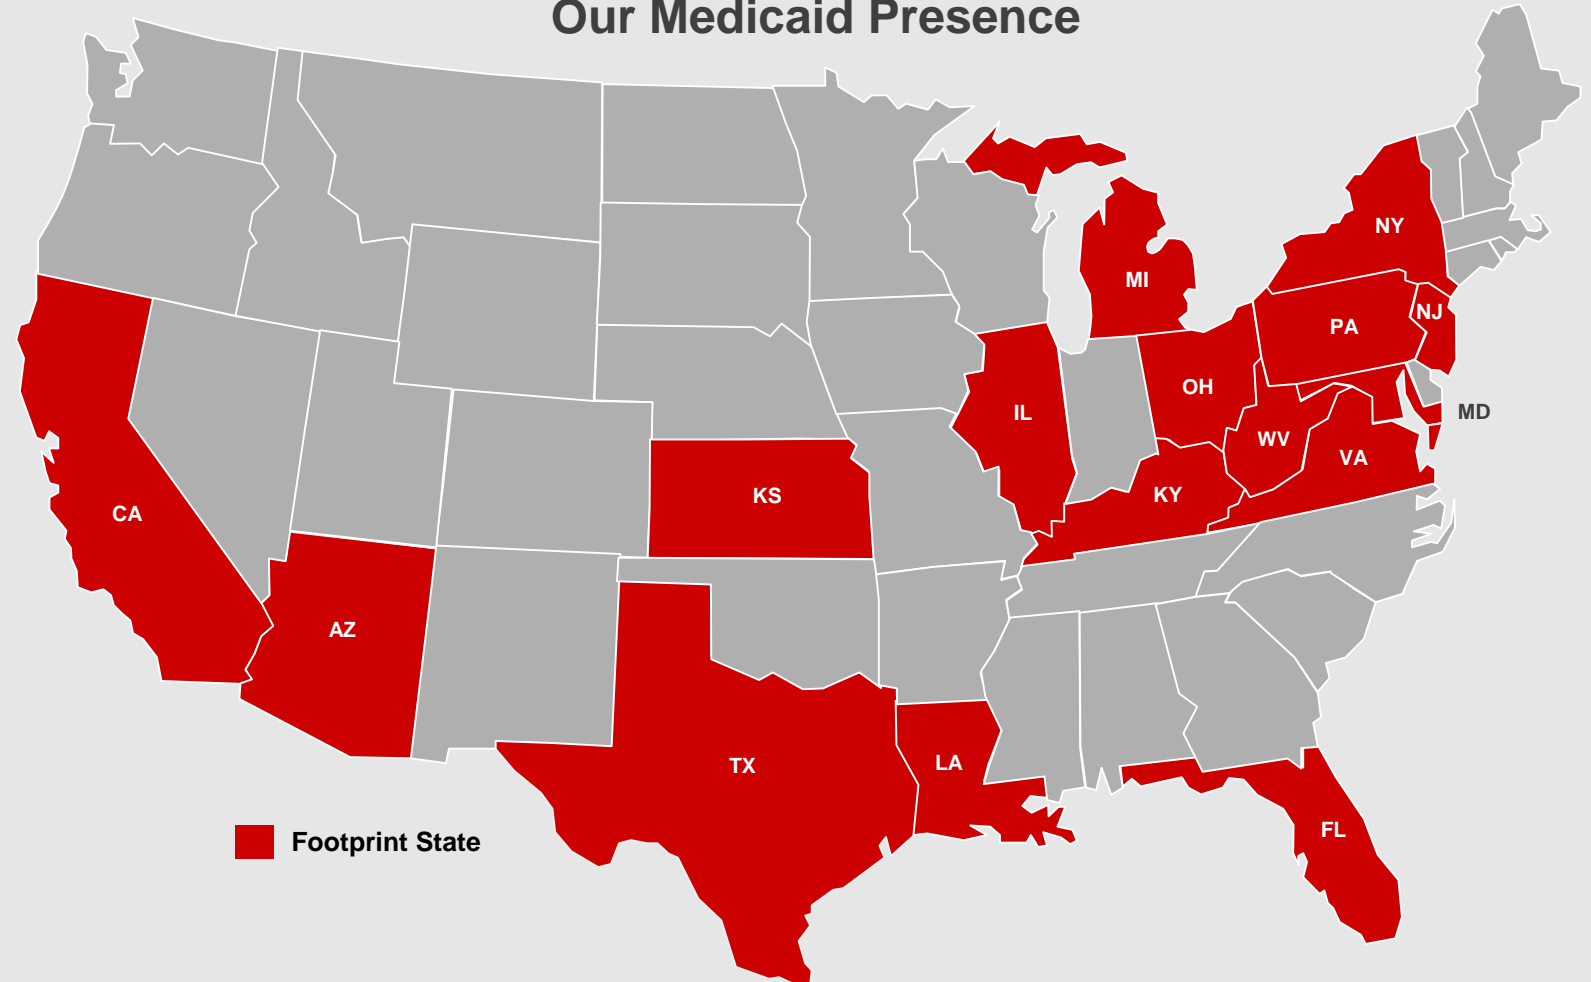 Our Medicaid Presence
NY
MI
NJ
PA
OH
IL
MD
WV
VA
KY
KS
CA
AZ
LA
TX
FL
Footprint State